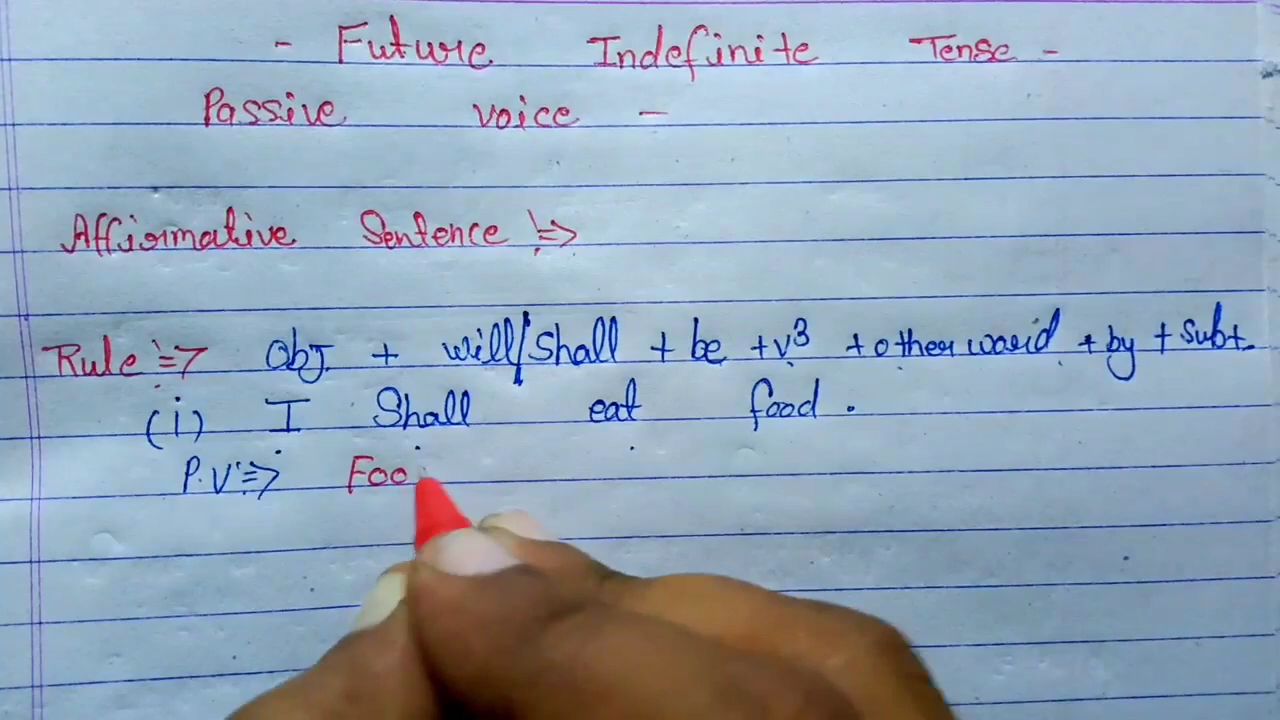 - Future Indefinite Tense -
Passive voice -
Affirmative Sentence :=>
Rule :=> Obj. + will/shall + be + v³ + other word + by + subt.
(i) I Shall eat food.
P.V :=> Foo